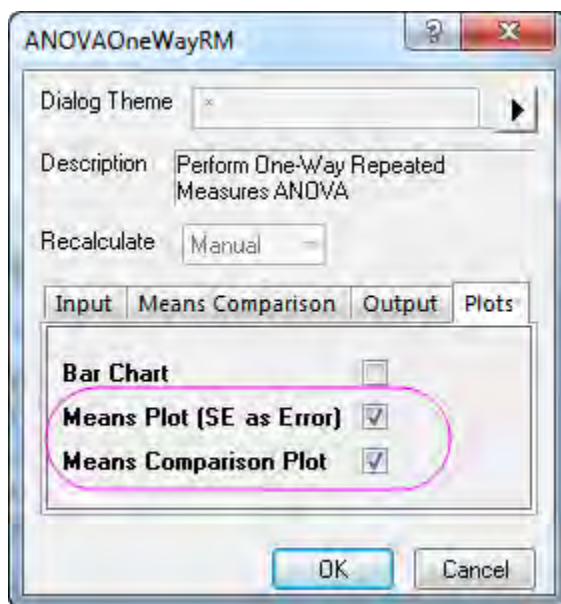 ANOVAOneWayRM
Dialog Theme *
Description Perform One-Way Repeated
Measures ANOVA
Recalculate Manual
Input Means Comparison Output Plots
Bar Chart
Means Plot (SE as Error)
Means Comparison Plot
OK Cancel